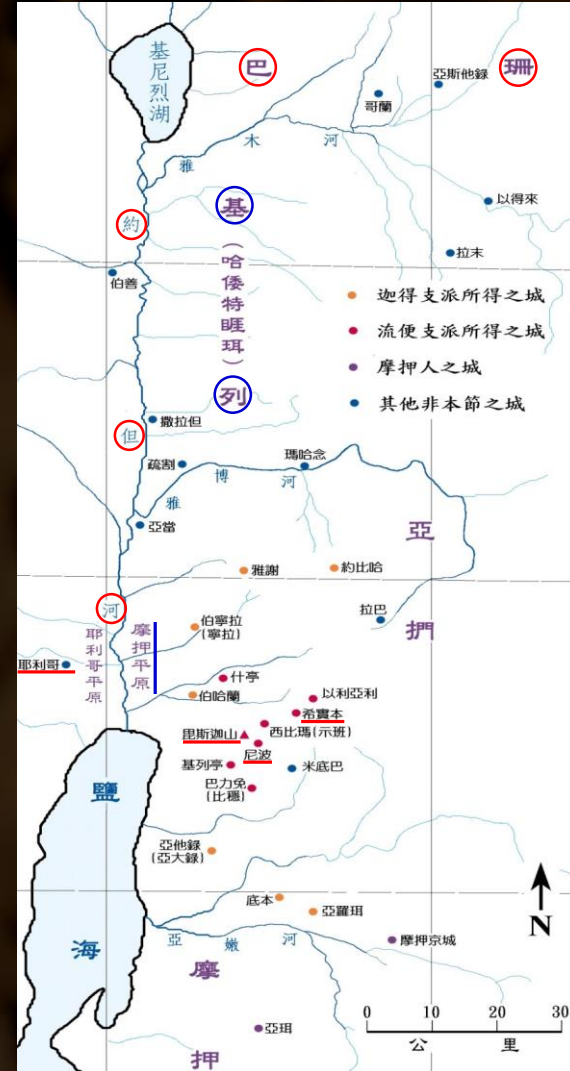 基尼烈湖
巴珊
亞斯他錄
哥蘭
雅木河
以得來
基列
(哈倭特睚珥)
拉末
約但河
伯善
迦得支派所得之城
流便支派所得之城
摩押人之城
其他非本節之城
撒拉但
疏割
瑪哈念
雅博河
亞當
亞捫
雅謝
約比哈
拉巴
伯寧拉
(寧拉)
耶利哥
耶利哥平原
摩押平原
什亭
伯哈蘭
以利亞利
希實本
西比瑪(示班)
毘斯迦山
尼波
基列亭
米底巴
巴力免
(比穩)
鹽海
亞他錄
(亞大錄)
底本
亞羅珥
亞嫩河
摩押京城
摩押
亞珥
N
0 10 20 30
公里